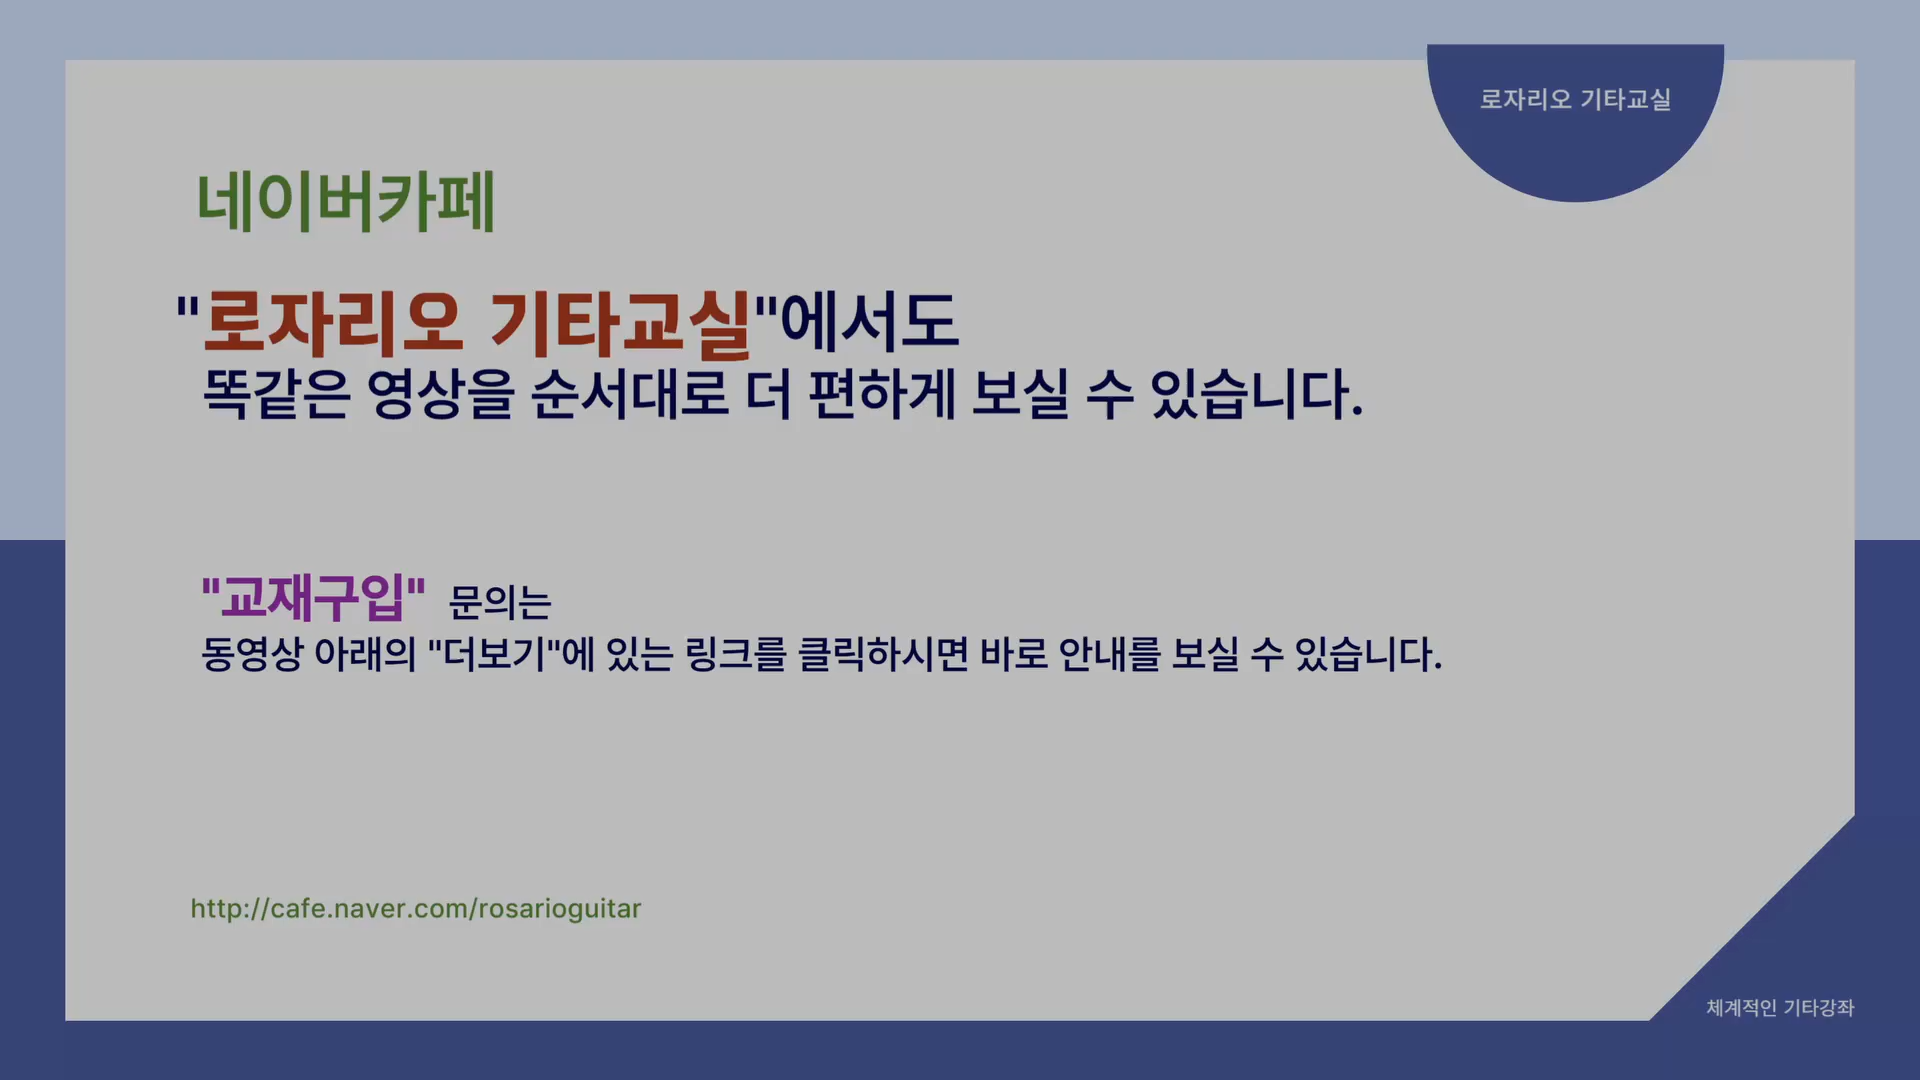 로자리오 기타교실
네이버카페
"로자리오 기타교실"에서도
똑같은 영상을 순서대로 더 편하게 보실 수 있습니다.
"교재구입" 문의는
동영상 아래의 "더보기"에 있는 링크를 클릭하시면 바로 안내를 보실 수 있습니다.
http://cafe.naver.com/rosarioguitar
체계적인 기타강좌